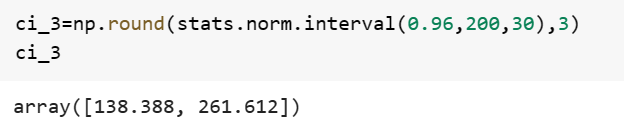 ci_3=np.round(stats.norm.interval(0.96,200,30),3)
ci_3
array([138.388, 261.612])